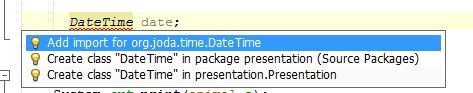 DateTime date;
Add import for org.joda.time.DateTime
Create class "DateTime" in package presentation (Source Packages)
Create class "DateTime" in presentation.Presentation